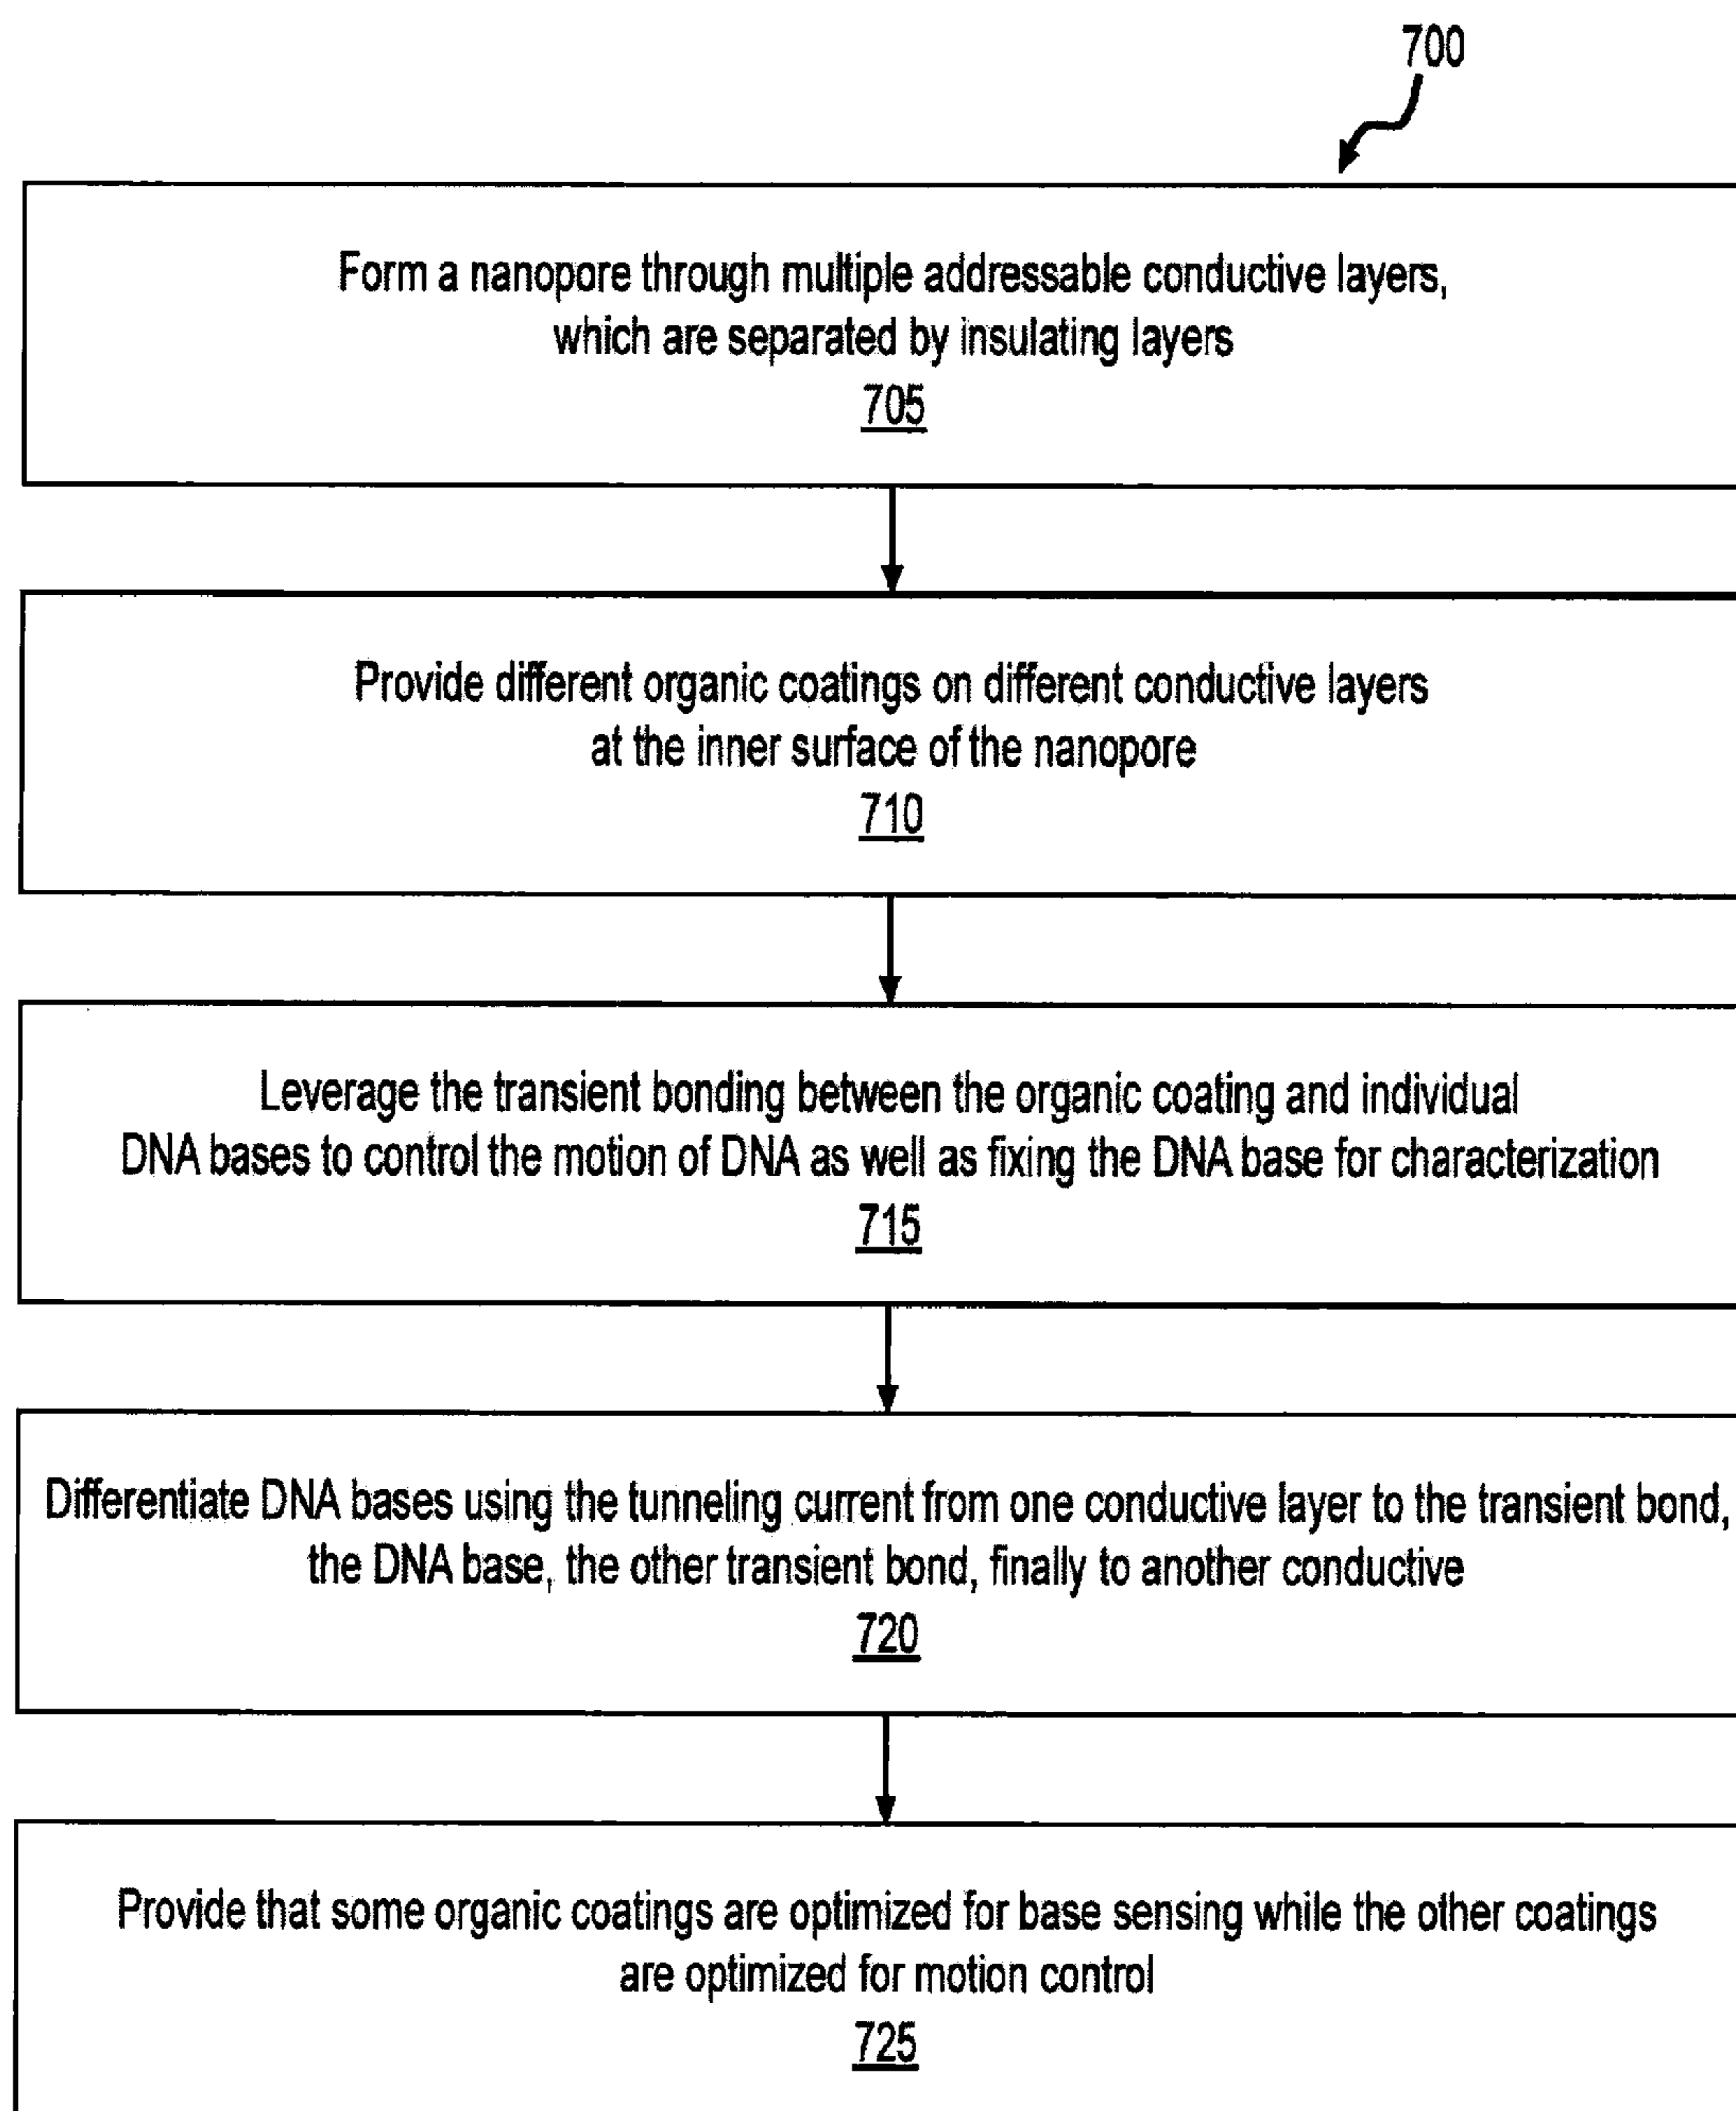 700
Form a nanopore through multiple addressable conductive layers,
which are separated by insulating layers
705
Provide different organic coatings on different conductive layers
at the inner surface of the nanopore
710
Leverage the transient bonding between the organic coating and individual
DNA bases to control the motion of DNA as well as fixing the DNA base for characterization
715
Differentiate DNA bases using the tunneling current from one conductive layer to the transient bond,
the DNA base, the other transient bond, finally to another conductive
720
Provide that some organic coatings are optimized for base sensing while the other coatings
are optimized for motion control
725